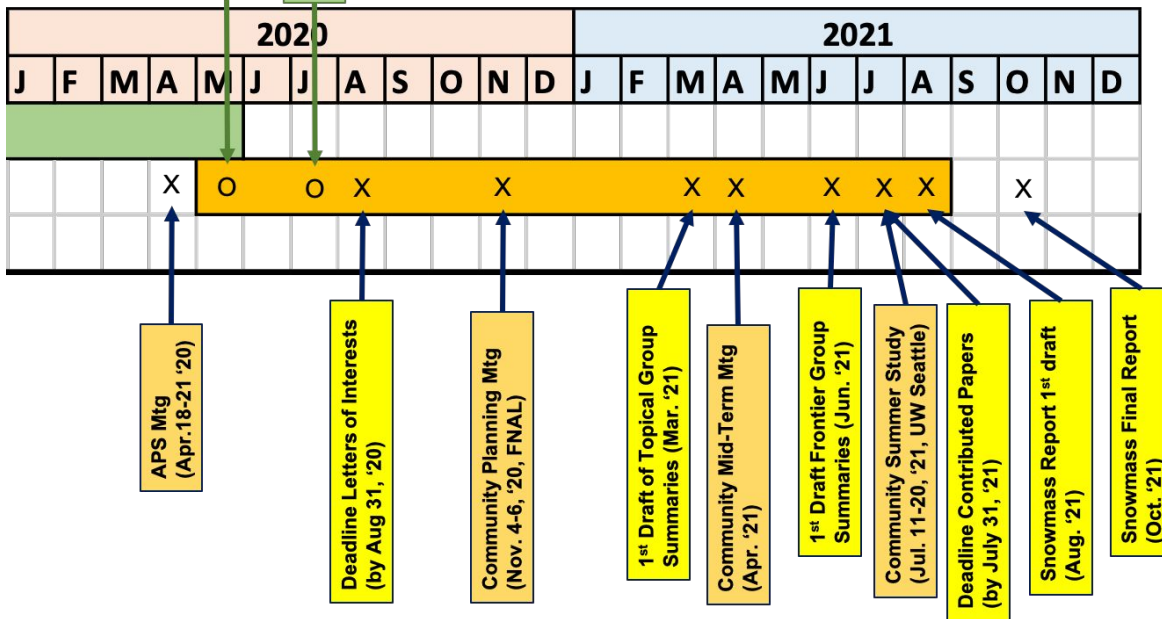 2020 2021
J F M A M J J A S O N D J F M A M J J A S O N D
X O O X X X X X X X X
APS Mtg
(Apr.18-21 ‘20)
Deadline Letters of Interests
(by Aug 31, ‘20)
Community Planning Mtg
(Nov. 4-6, ‘20, FNAL)
1st Draft of Topical Group
Summaries (Mar. ‘21)
Community Mid-Term Mtg
(Apr. ‘21)
1st Draft Frontier Group
Summaries (Jun. ‘21)
Community Summer Study
(Jul. 11-20, ‘21, UW Seattle)
Deadline Contributed Papers
(by July 31, ‘21)
Snowmass Report 1st draft
(Aug. ‘21)
Snowmass Final Report
(Oct. ‘21)